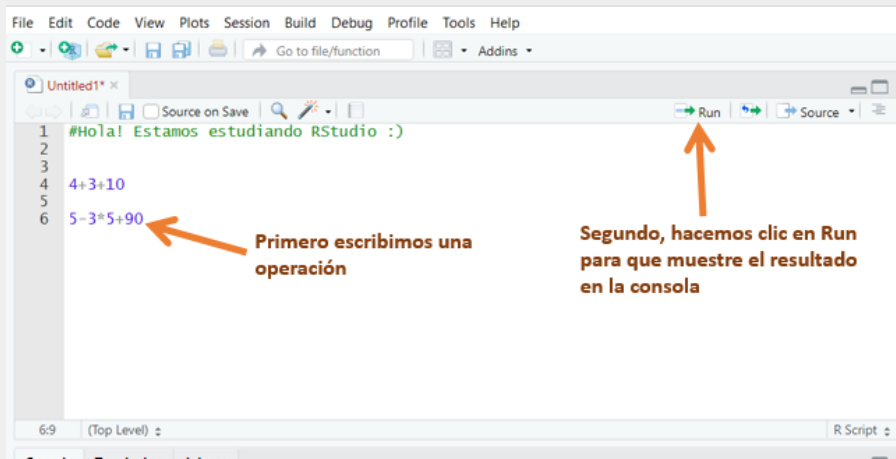 File Edit Code View Plots Session Build Debug Profile Tools Help
Go to file/function Addins
Untitled1* ×
Source on Save Run Source
1 #Hola! Estamos estudiando RStudio :)
2
3
4 4+3+10
5
6 5-3*5+90
Primero escribimos una
operación
Segundo, hacemos clic en Run
para que muestre el resultado
en la consola
6:9 (Top Level) R Script